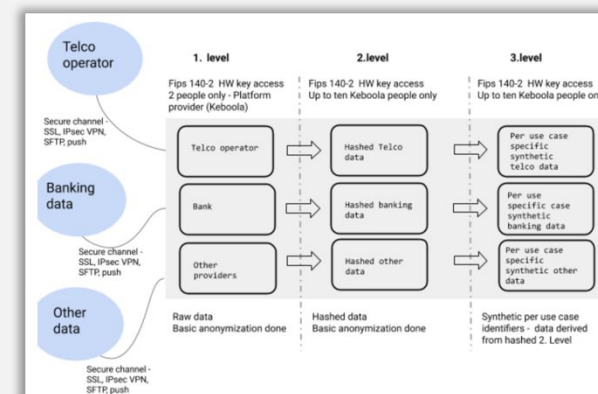 Telco
operator
1. level
2.level
3.level
Fips 140-2 HW key access
2 people only - Platform
provider (Keboola)
Fips 140-2 HW key access
Up to ten Keboola people only
Fips 140-2 HW key access
Up to ten Keboola people on
Secure channel -
SSL, IPsec VPN,
SFTP, push
Telco operator
Hashed Telco
data
Per use case
specific
synthetic
telco data
Banking
data
Bank
Hashed banking
data
Per use
specific case
synthetic
banking data
Secure channel -
SSL, IPsec VPN,
SFTP, push
Other
providers
Hashed other
data
Per use case
specific
synthetic other
data
Other
data
Raw data
Basic anonymization done
Hashed data
Basic anonymization done
Synthetic per use case
identifiers - data derived
from hashed 2. Level
Secure channel -
SSL, IPsec VPN,
SFTP, push